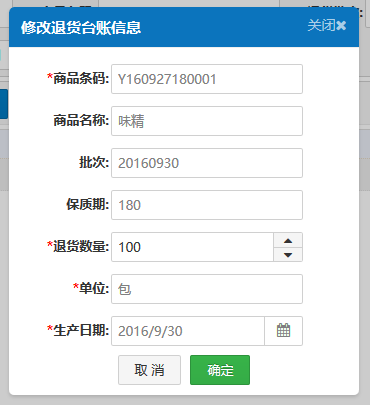 修改退货台账信息 关闭
*商品条码: Y160927180001
商品名称: 味精
批次: 20160930
保质期: 180
*退货数量: 100
*单位: 包
*生产日期: 2016/9/30
取 消 确定